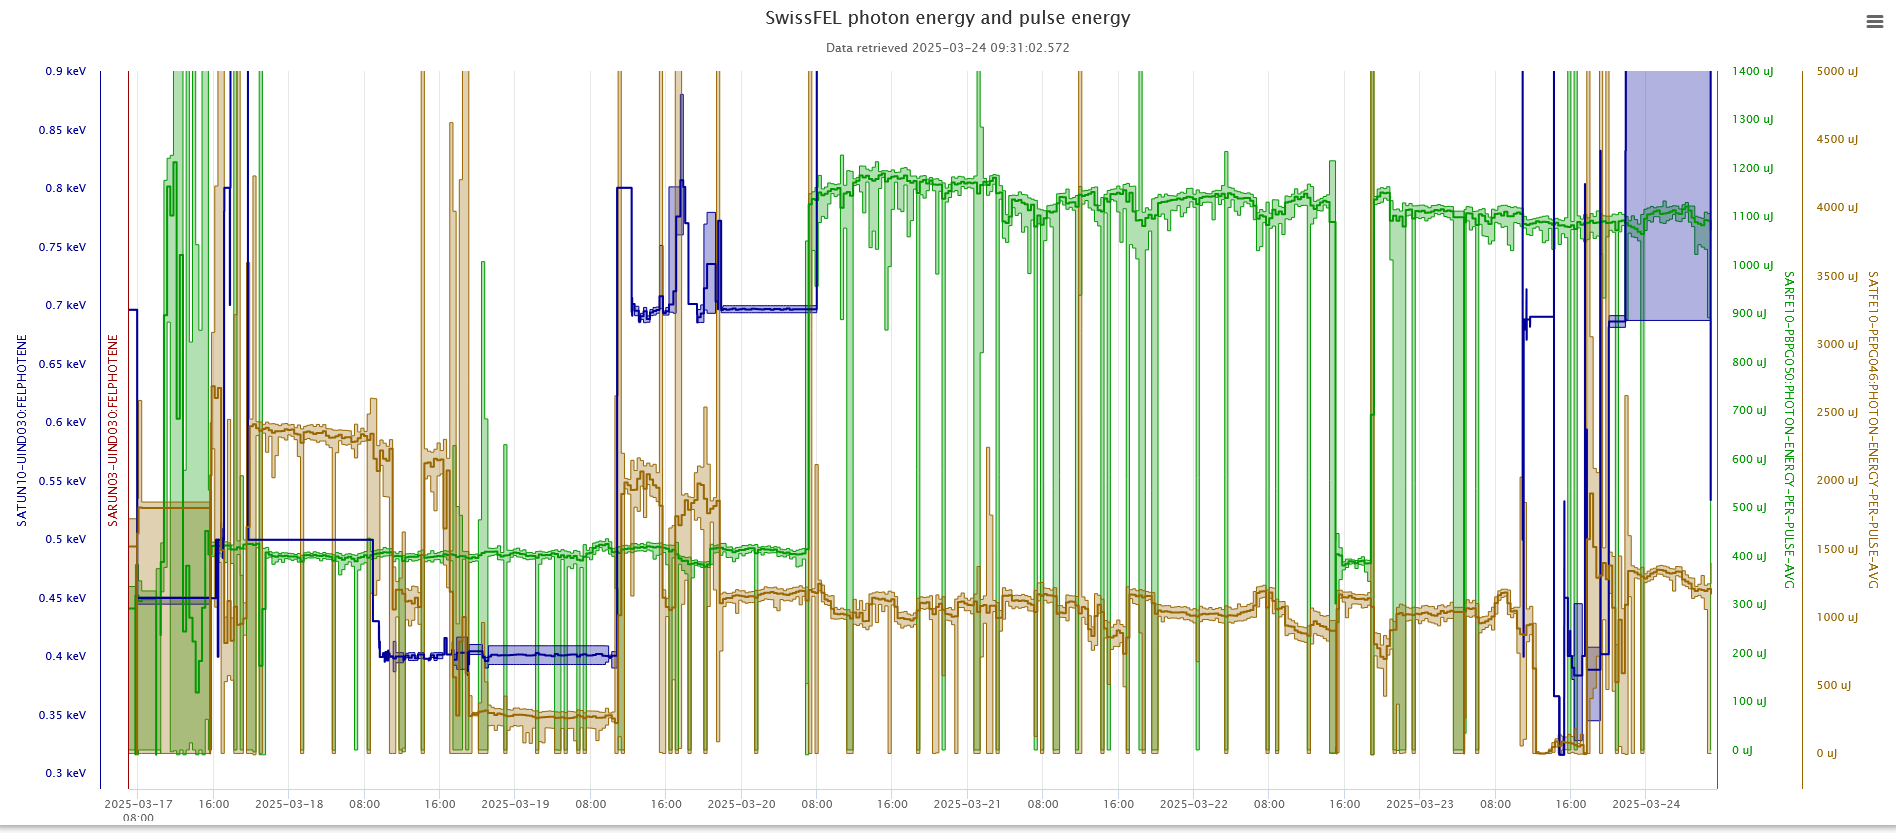 SwissFEL photon energy and pulse energy
Data retrieved 2025-03-24 09:31:02.572
0.9 keV
0.85 keV
0.8 keV
0.75 keV
0.7 keV
0.65 keV
0.6 keV
0.55 keV
0.5 keV
0.45 keV
0.4 keV
0.35 keV
0.3 keV
SATUN10-UIND030:FELPHOTENE
SARUN03-UIND030:FELPHOTENE
1400 uJ
1300 uJ
1200 uJ
1100 uJ
1000 uJ
900 uJ
800 uJ
700 uJ
600 uJ
500 uJ
400 uJ
300 uJ
200 uJ
100 uJ
0 uJ
SARFE10-PBPG050:PHOTON-ENERGY-PER-PULSE-AVG
5000 uJ
4500 uJ
4000 uJ
3500 uJ
3000 uJ
2500 uJ
2000 uJ
1500 uJ
1000 uJ
500 uJ
0 uJ
SATFE10-PEPG046:PHOTON-ENERGY-PER-PULSE-AVG
2025-03-17 08:00
16:00
2025-03-18
08:00
16:00
2025-03-19
08:00
16:00
2025-03-20
08:00
16:00
2025-03-21
08:00
16:00
2025-03-22
08:00
16:00
2025-03-23
08:00
16:00
2025-03-24